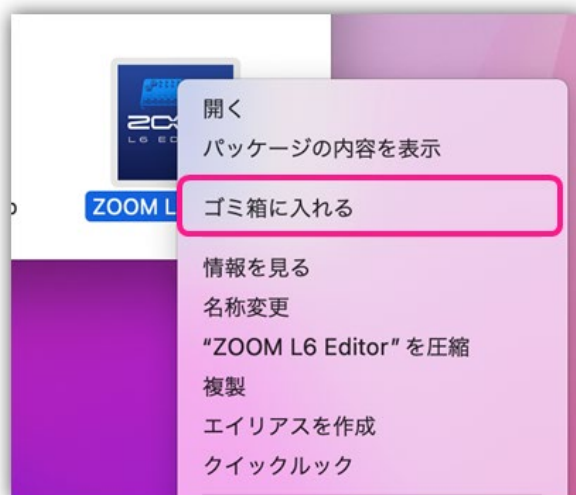 ZOOM L
開く
パッケージの内容を表示
ゴミ箱に入れる
情報を見る
名称変更
“ZOOM L6 Editor” を圧縮
複製
エイリアスを作成
クイックルック